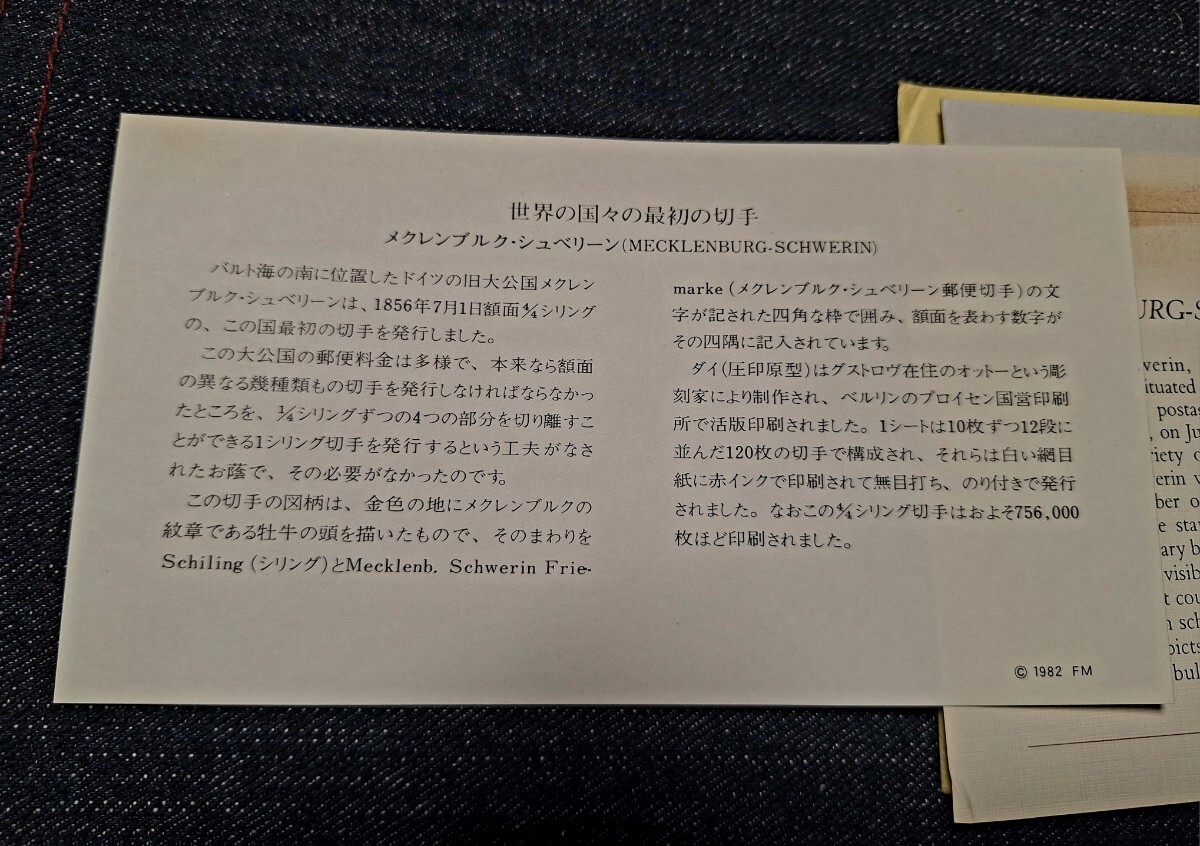 世界の国々の最初の切手
メクレンブルク・シュベリーン(MECKLENBURG-SCHWERIN)
バルト海の南に位置したドイツの旧大公国メクレン
ブルク・シュベリーンは、1856年7月1日額面4/4シリング
の、この国最初の切手を発行しました。
この大公国の郵便料金は多様で、本来なら額面
の異なる幾種類もの切手を発行しなければならなかっ
たところを、1/4シリングずつの4つの部分を切り離すこ
とができる1シリング切手を発行するという工夫がなさ
れたお蔭で、その必要がなかったのです。
この切手の図柄は、金色の地にメクレンブルクの
紋章である牡牛の頭を描いたもので、そのまわりを
Schiling(シリング)とMecklenb. Schwerin Frie-
marke(メクレンブルク・シュベリーン郵便切手)の文
字が記された四角な枠で囲み、額面を表わす数字が
その四隅に記入されています。
ダイ(圧印原型)はグストロヴ在住のオットーという彫
刻家により制作され、ベルリンのプロイセン国営印刷
所で活版印刷されました。1シートは10枚ずつ12段に
並んだ120枚の切手で構成され、それらは白い網目
紙に赤インクで印刷されて無目打ち、のり付きで発行
されました。なおこの4/4シリング切手はおよそ756,000
枚ほど印刷されました。
© 1982 FM
URG-S
werin,
ituated
postag
, on Ju
riety o
erin w
ber o
e star
ary b
visib
t cou
n sch
picts
bul